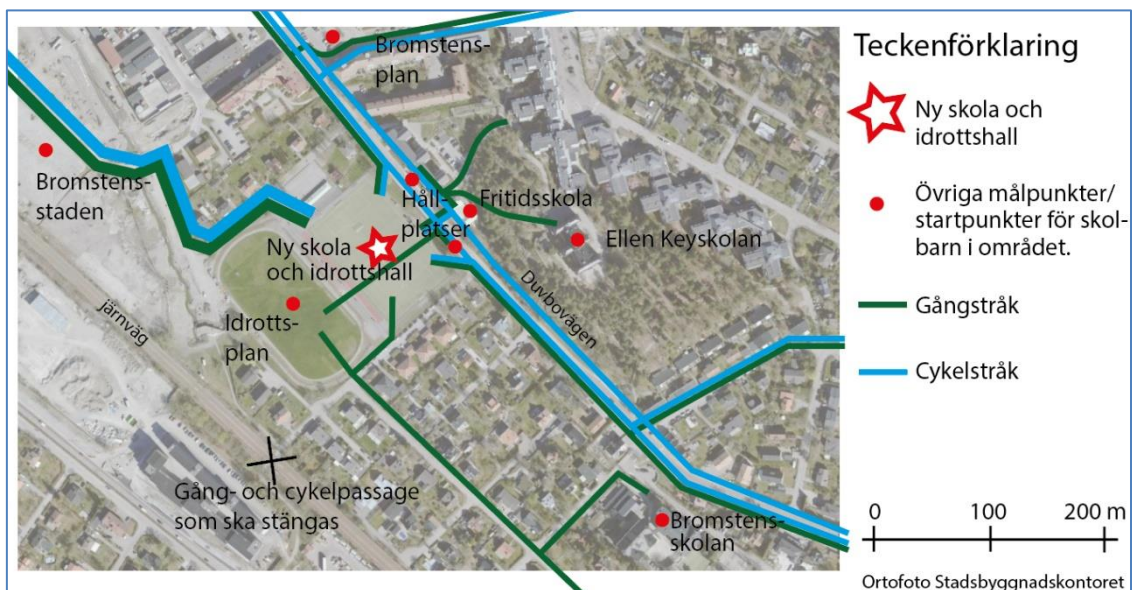 Bromstens-
plan
Bromstens-
staden
Håll-
platser
Fritidsskola
Ellen Keyskolan
Ny skola
och idrottshall
Idrotts-
plan
Duvbovägen
järnväg
Gång- och cykelpassage
som ska stängas
Bromstens-
skolan
Teckenförklaring
Ny skola och
idrottshall
Övriga målpunkter/
startpunkter för skol-
barn i området.
Gångstråk
Cykelstråk
0 100 200 m
Ortofoto Stadsbyggnadskontoret